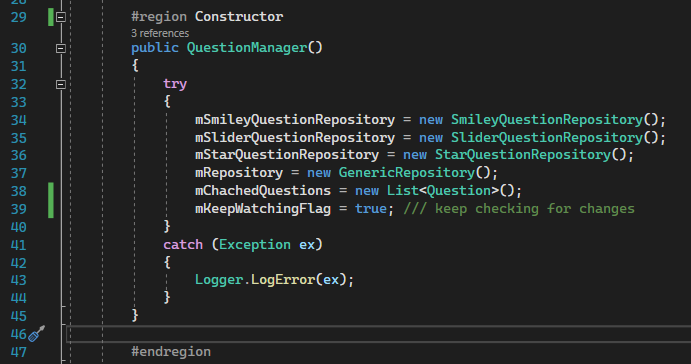 29 #region Constructor
3 references
30 public QuestionManager()
31 {
32 try
33 {
34 mSmileyQuestionRepository = new SmileyQuestionRepository();
35 mSliderQuestionRepository = new SliderQuestionRepository();
36 mStarQuestionRepository = new StarQuestionRepository();
37 mRepository = new GenericRepository();
38 mChachedQuestions = new List<Question>();
39 mKeepWatchingFlag = true; /// keep checking for changes
40 }
41 catch (Exception ex)
42 {
43 Logger.LogError(ex);
44 }
45 }
46
47 #endregion